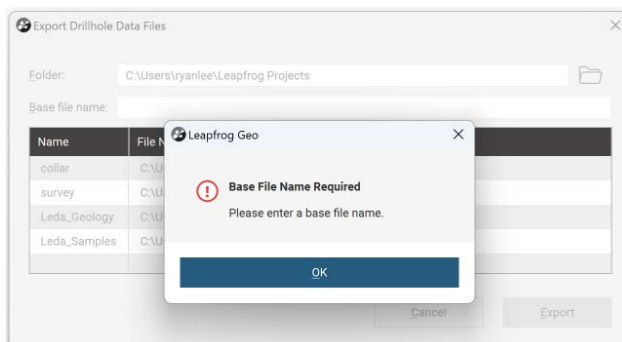 Export Drillhole Data Files
Folder: C:\Users\ryanlee\Leapfrog Projects
Base file name:
Leapfrog Geo
Name File N
collar C:\U
survey C:\U
Base File Name Required
Leda_Geology C:\U
Please enter a base file name.
Leda_Samples C:\U
OK
Cancel Export